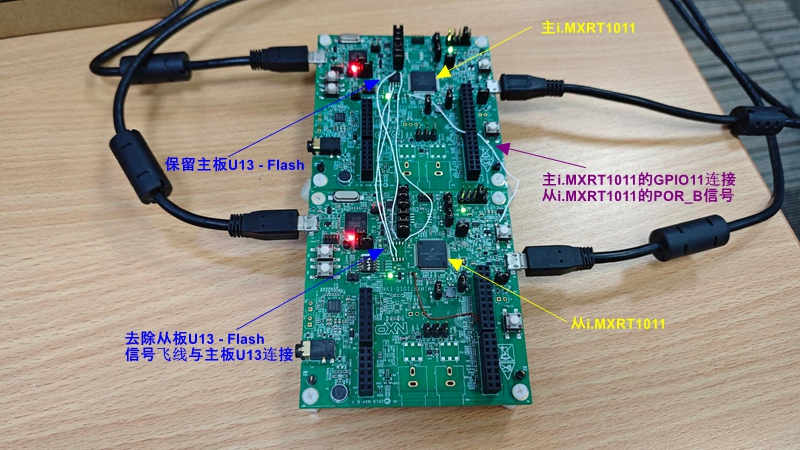 主i.MXRT1011
保留主板U13 - Flash
主i.MXRT1011的GPIO11连接
从i.MXRT1011的POR_B信号
去除从板U13 - Flash
信号飞线与主板U13连接
从i.MXRT1011
NXP